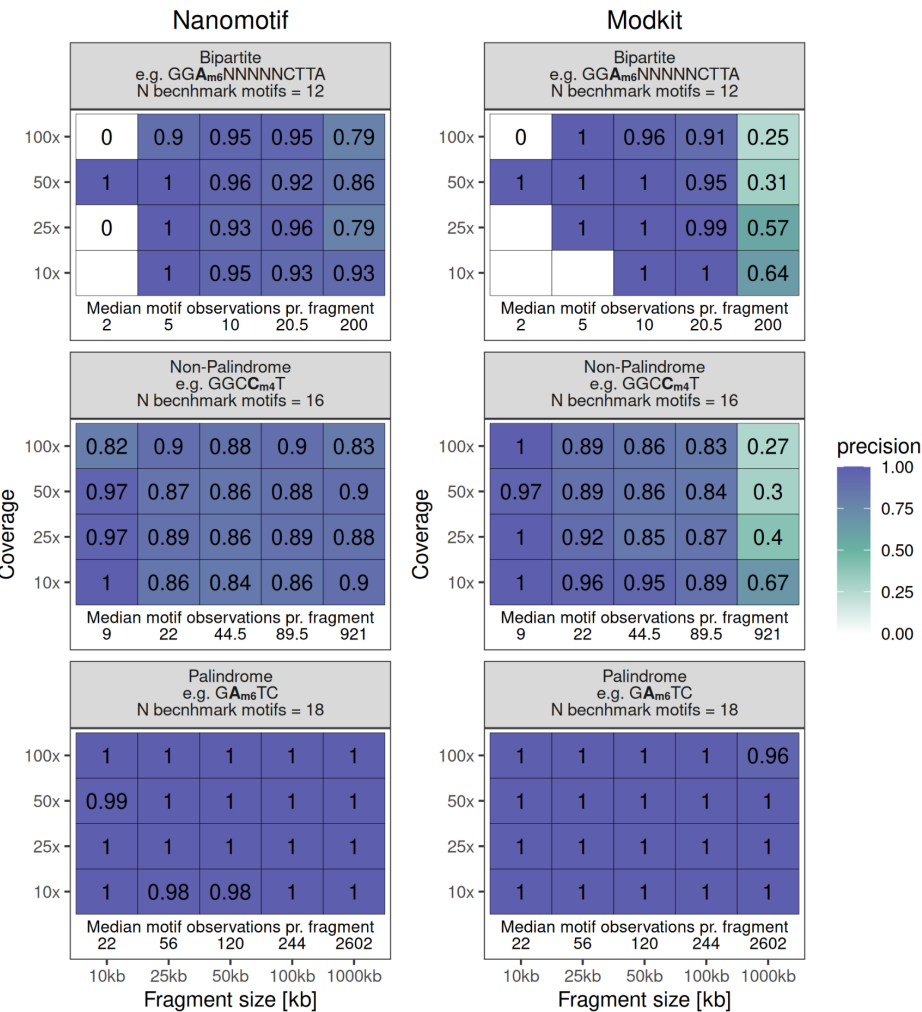 Nanomotif
Modkit
Bipartite
e.g. GGAm6NNNNNCTTA
N becnhmark motifs = 12
100x 0 0.9 0.95 0.95 0.79
50x 1 1 0.96 0.92 0.86
25x 0 1 0.93 0.96 0.79
10x 1 0.95 0.93 0.93
Median motif observations pr. fragment
2 5 10 20.5 200
Bipartite
e.g. GGAm6NNNNNCTTA
N becnhmark motifs = 12
100x 0 1 0.96 0.91 0.25
50x 1 1 1 0.95 0.31
25x 1 1 0.99 0.57
10x 1 1 0.64
Median motif observations pr. fragment
2 5 10 20.5 200
Coverage
Non-Palindrome
e.g. GGCCm4T
N becnhmark motifs = 16
100x 0.82 0.9 0.88 0.9 0.83
50x 0.97 0.87 0.86 0.88 0.9
25x 0.97 0.89 0.86 0.89 0.88
10x 1 0.86 0.84 0.86 0.9
Median motif observations pr. fragment
9 22 44.5 89.5 921
Coverage
Non-Palindrome
e.g. GGCCm4T
N becnhmark motifs = 16
100x 1 0.89 0.86 0.83 0.27
50x 0.97 0.89 0.86 0.84 0.3
25x 1 0.92 0.85 0.87 0.4
10x 1 0.96 0.95 0.89 0.67
Median motif observations pr. fragment
9 22 44.5 89.5 921
precision
1.00
0.75
0.50
0.25
0.00
Palindrome
e.g. GAm6TC
N becnhmark motifs = 18
100x 1 1 1 1 1
50x 0.99 1 1 1 1
25x 1 1 1 1 1
10x 1 0.98 0.98 1 1
Median motif observations pr. fragment
22 56 120 244 2602
10kb 25kb 50kb 100kb 1000kb
Fragment size [kb]
Palindrome
e.g. GAm6TC
N becnhmark motifs = 18
100x 1 1 1 1 0.96
50x 1 1 1 1 1
25x 1 1 1 1 1
10x 1 1 1 1 1
Median motif observations pr. fragment
22 56 120 244 2602
10kb 25kb 50kb 100kb 1000kb
Fragment size [kb]